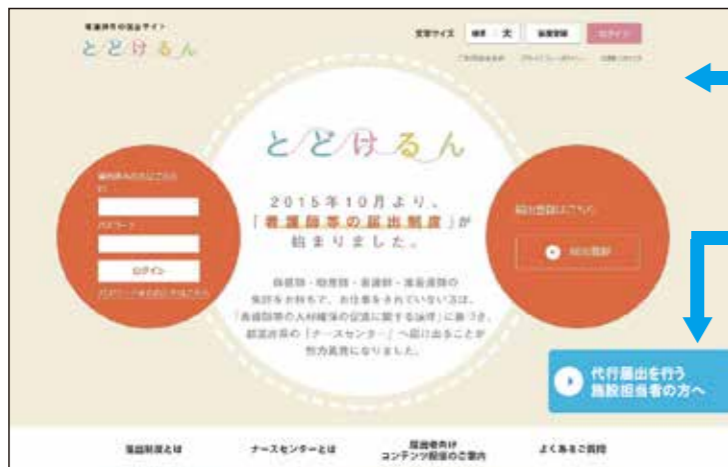 看護師等の届出サイト
とどけるん
文字サイズ
標準
大
届出登録
ログイン
とどけるん
2015年10月より、
「看護師等の届出制度」が
始まりました。
保健師・助産師・看護師・准看護師の
免許をお持ちで、お仕事をされていない方は、
「看護師等の人材確保の促進に関する法律」に基づき、
都道府県の「ナースセンター」へ届け出ることが
努力義務になりました。
ID
パスワード
ログイン
届出登録はこちら
届出登録
代行届出を行う
施設担当者の方へ
届出制度とは
ナースセンターとは
届出者向け
コンテンツ配信のご案内
よくあるご質問